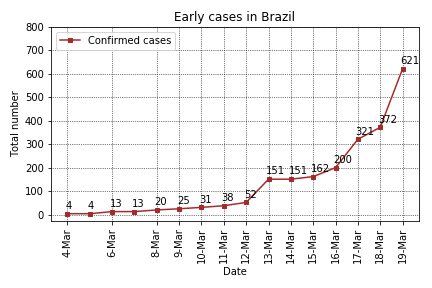 Early cases in Brazil
Confirmed cases
Total number
800
700
600
500
400
300
200
100
0
4 4 13 13 20 25 31 38 52 151 151 162 200 321 372 621
4-Mar 6-Mar 8-Mar 9-Mar 10-Mar 11-Mar 12-Mar 13-Mar 14-Mar 15-Mar 16-Mar 17-Mar 18-Mar 19-Mar
Date